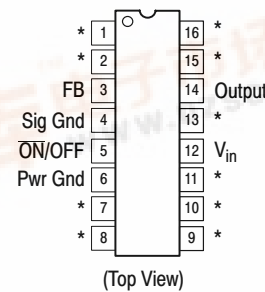 * 1 16 *
* 2 15 *
FB 3 14 Output
Sig Gnd 4 13 *
ON/OFF 5 12 Vin
Pwr Gnd 6 11 *
* 7 10 *
* 8 9 *
(Top View)